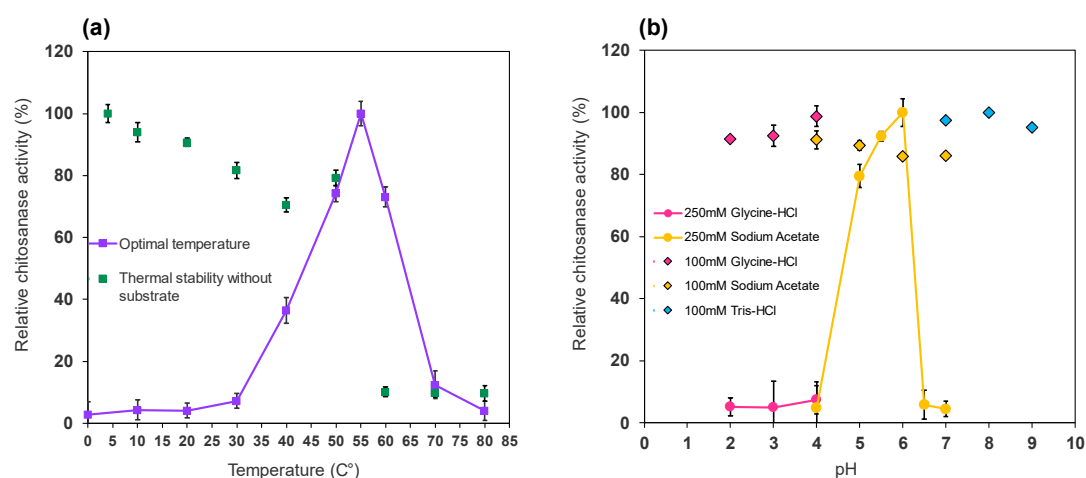 (a)
120
100
80
60
40
20
0
Relative chitosanase activity (%)
Optimal temperature
Thermal stability without
substrate
0 5 10 15 20 25 30 35 40 45 50 55 60 65 70 75 80 85
Temperature (C°)
(b)
120
100
80
60
40
20
0
Relative chitosanase activity (%)
250mM Glycine-HCl
250mM Sodium Acetate
100mM Glycine-HCl
100mM Sodium Acetate
100mM Tris-HCl
0 1 2 3 4 5 6 7 8 9 10
pH